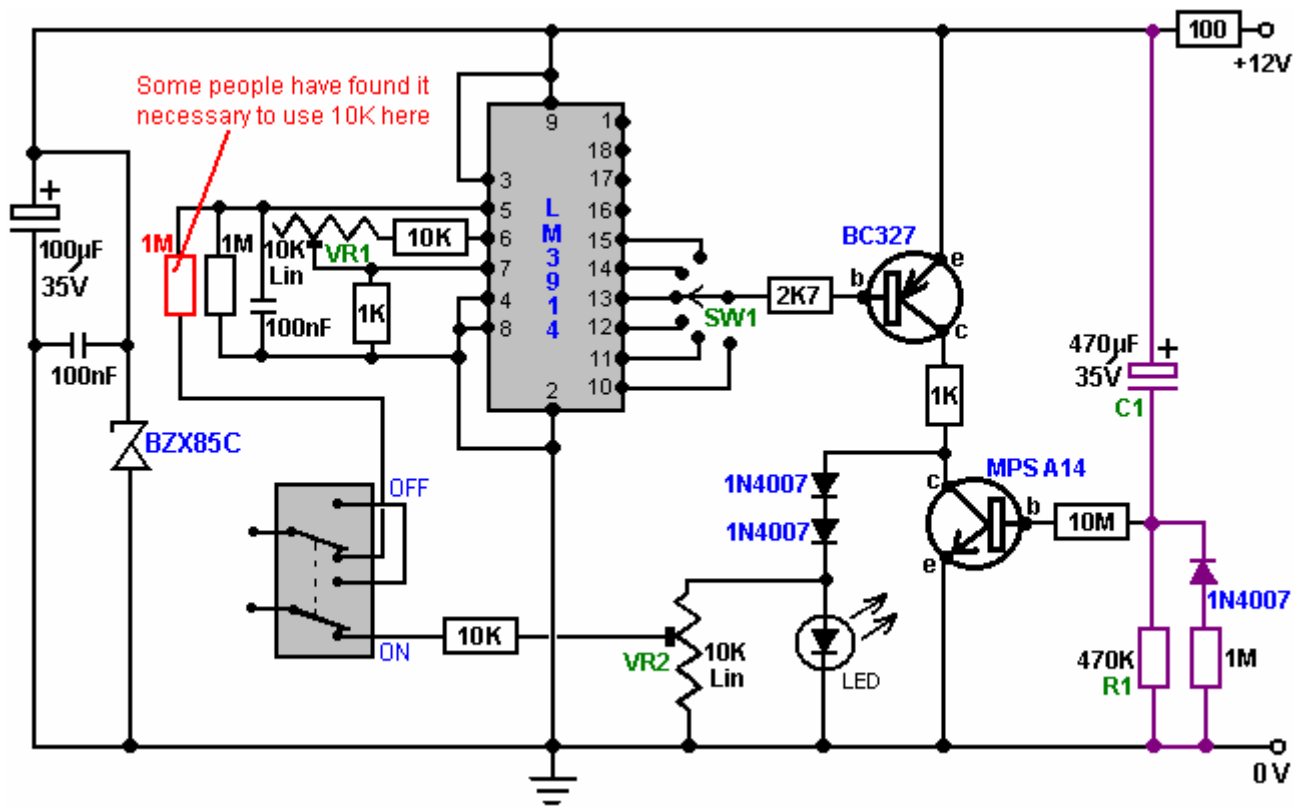 100
+12V
Some people have found it
necessary to use 10K here
9
1
18
17
16
15
14
13
12
11
10
3
5
6
7
4
8
2
L
M
3
9
1
4
+
100µF
35V
100nF
BZX85C
1M
1M
10K
Lin
VR1
10K
100nF
1K
SW1
2K7
BC327
b
e
c
1K
470µF
35V
+
C1
MPSA14
c
b
e
10M
1N4007
1N4007
1N4007
OFF
ON
10K
VR2
10K
Lin
LED
470K
R1
1M
0V